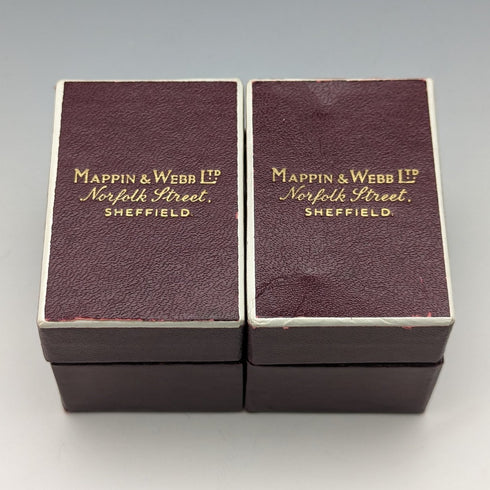 MAPPIN & WEBB LTD
Norfolk Street.
SHEFFIELD
MAPPIN & WEBB LTD
Norfolk Street.
SHEFFIELD.